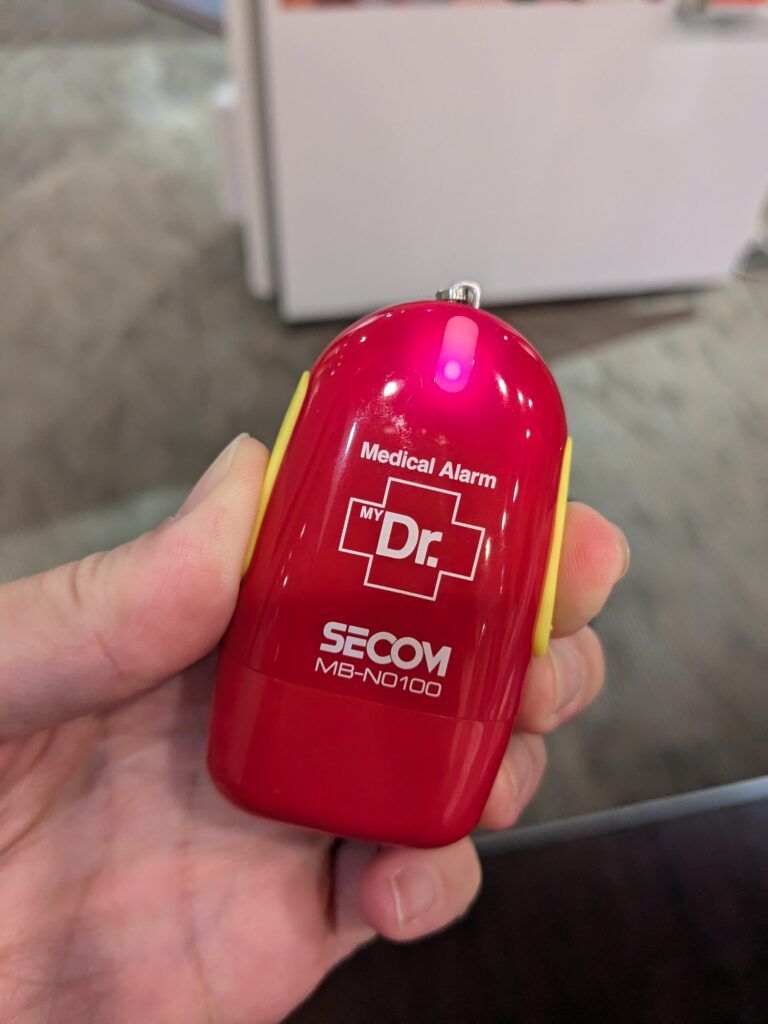 Medical Alarm
MY Dr.
SECOM
MB-N0100